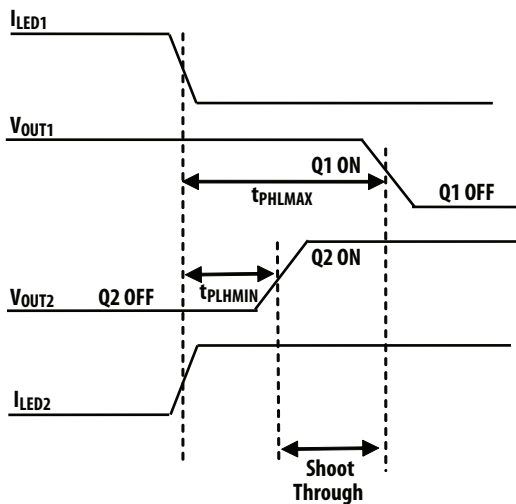 ILED1
VOUT1
Q1 ON
tPHLMAX
Q1 OFF
Q2 ON
VOUT2
Q2 OFF
tPLHMIN
ILED2
Shoot
Through